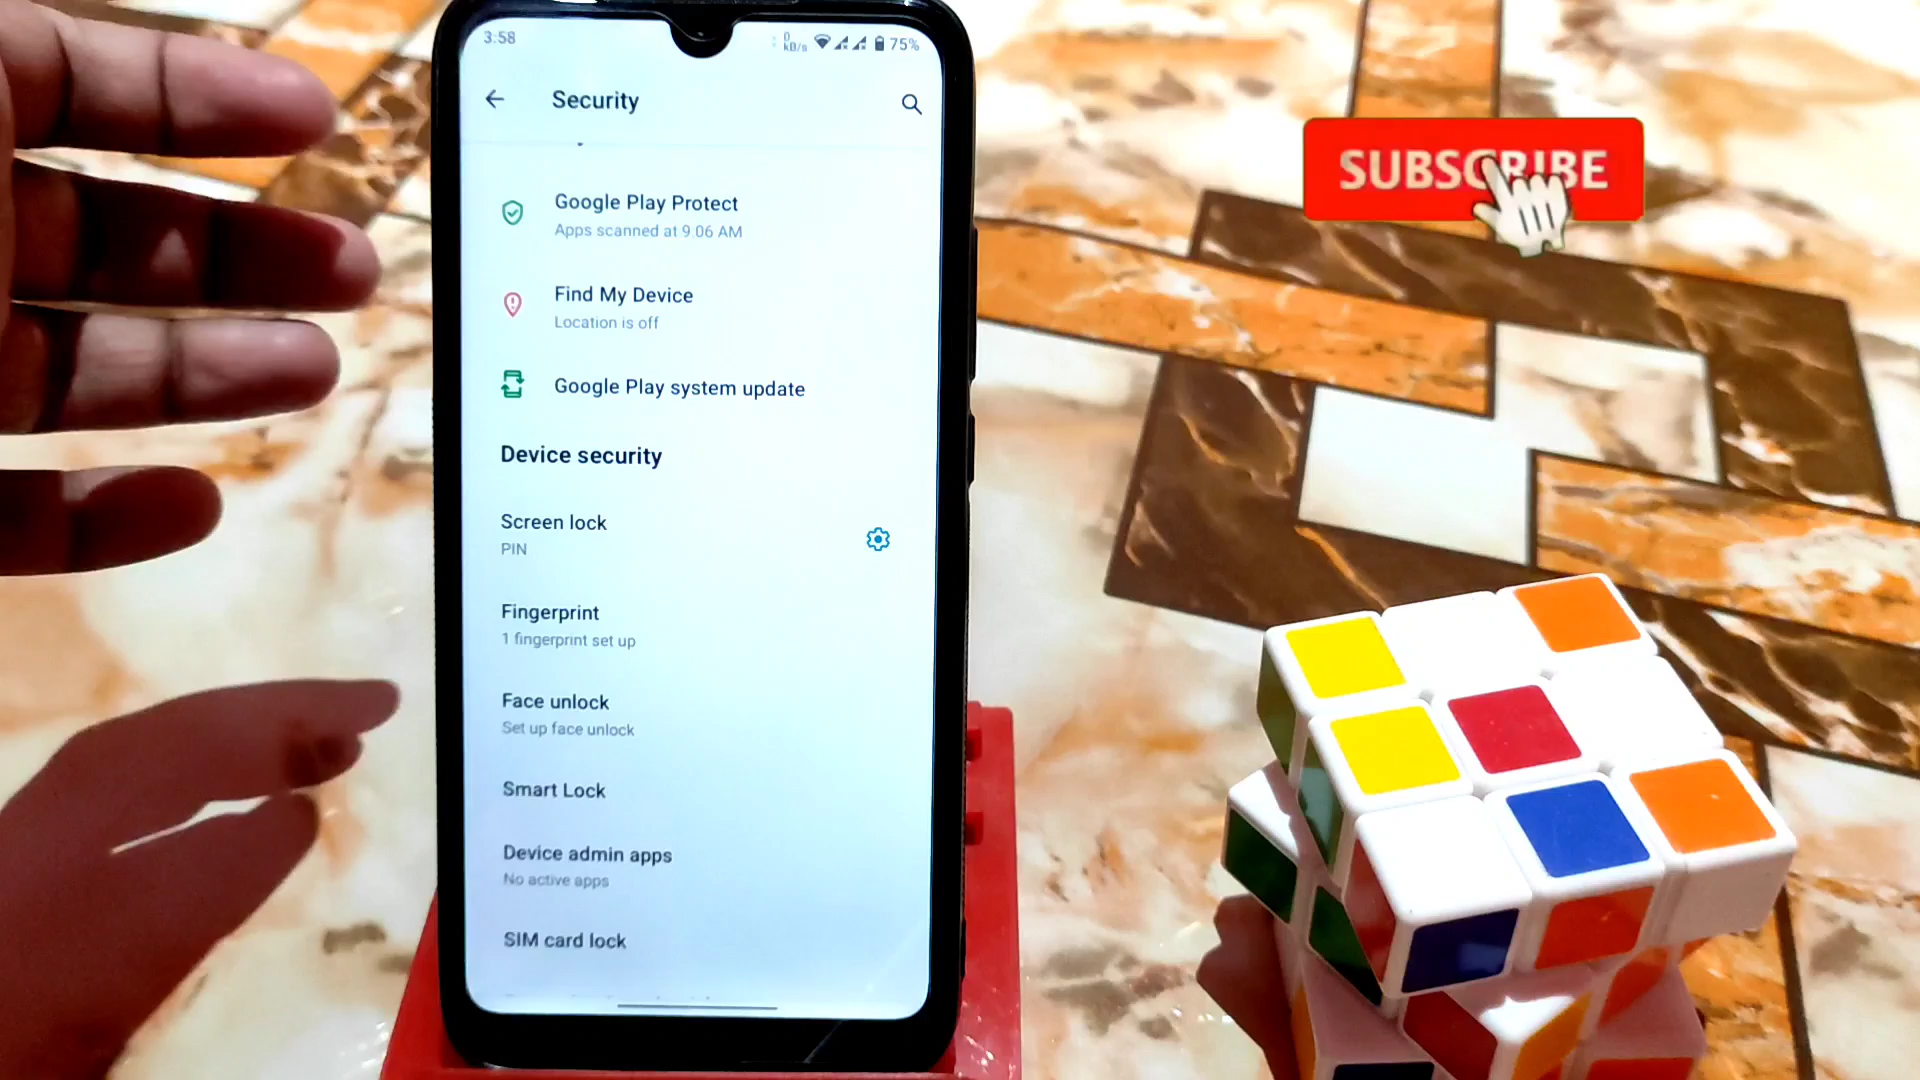 3:58
0
kB/s
75%
Security
SUBSCRIBE
Google Play Protect
Apps scanned at 9:06 AM
Find My Device
Location is off
Google Play system update
Device security
Screen lock
PIN
Fingerprint
1 fingerprint set up
Face unlock
Set up face unlock
Smart Lock
Device admin apps
No active apps
SIM card lock